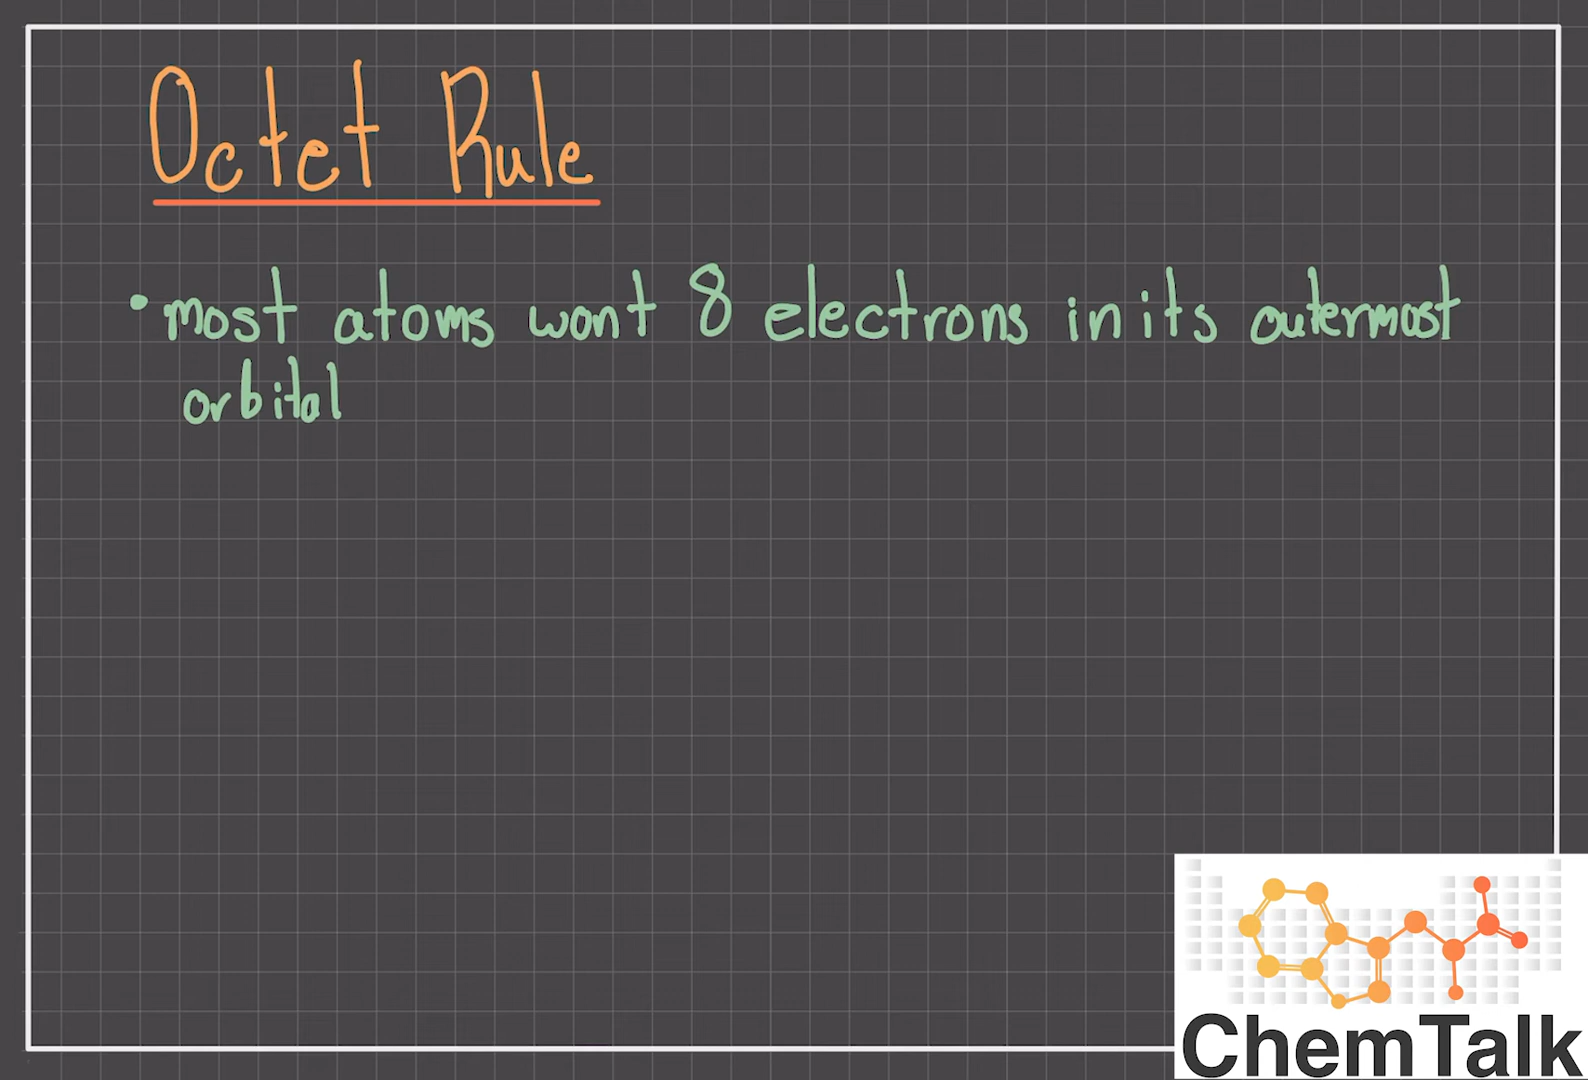 Octet Rule
• most atoms wont 8 electrons in its outermost
orbital
ChemTalk